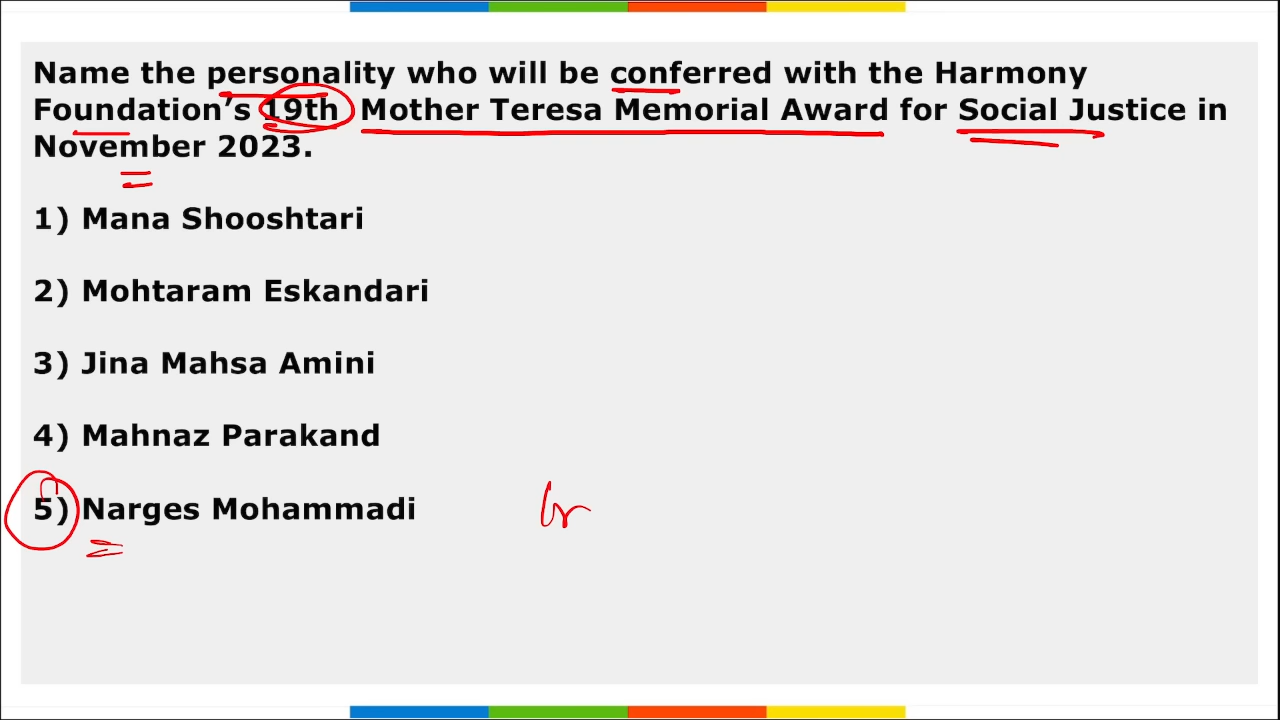 Name the personality who will be conferred with the Harmony
Foundation’s 19th Mother Teresa Memorial Award for Social Justice in
November 2023.
1) Mana Shooshtari
2) Mohtaram Eskandari
3) Jina Mahsa Amini
4) Mahnaz Parakand
5) Narges Mohammadi